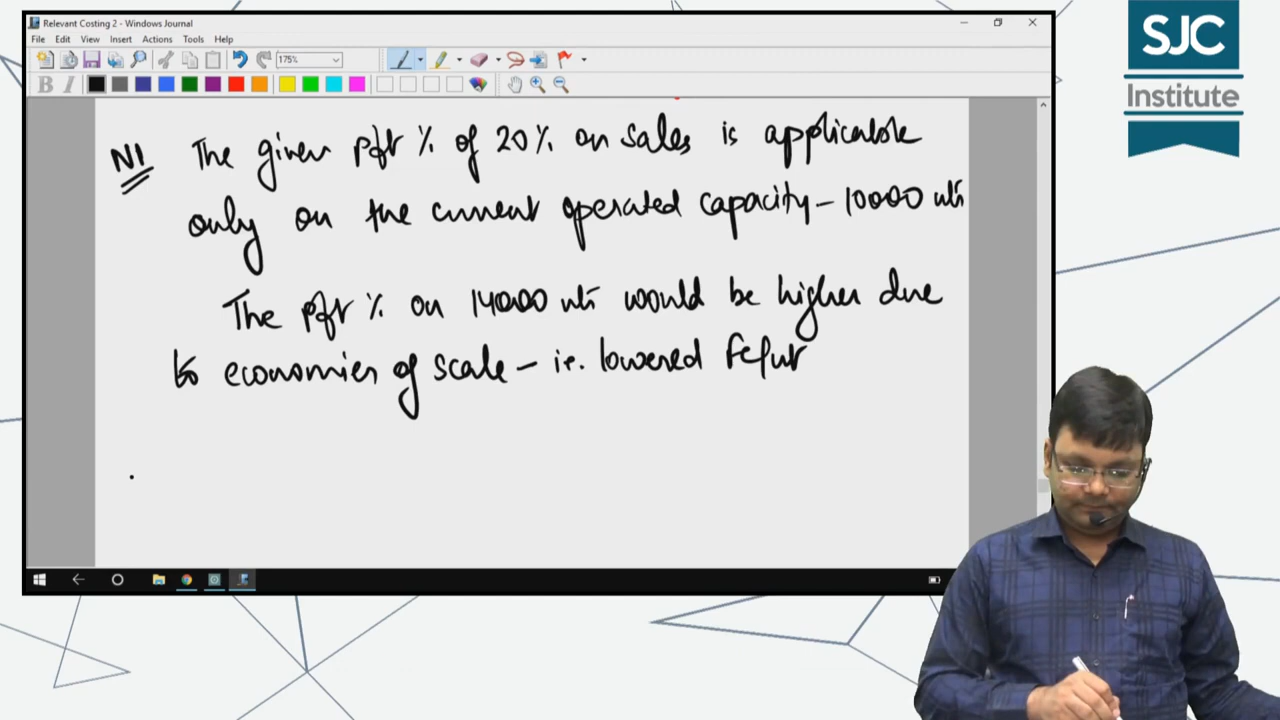 Relevant Costing 2 - Windows Journal
File Edit View Insert Actions Tools Help
175%
B I
SJC
Institute
N1 The given pft % of 20% on sales is applicable
only on the current operated capacity - 10000 uts
The pft % on 14000 uts would be higher due
to economies of scale - i.e. lowered FC/ut